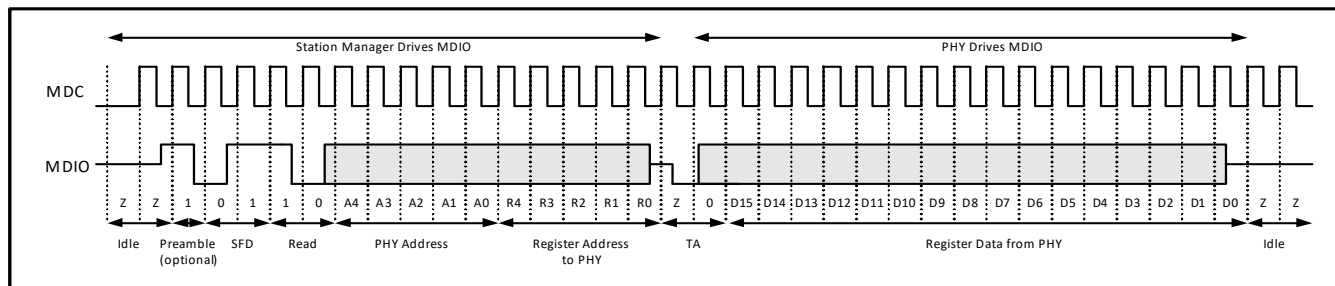 Station Manager Drives MDIO PHY Drives MDIO
MDC
MDIO
Z Z 1 0 1 1 0 A4 A3 A2 A1 A0 R4 R3 R2 R1 R0 Z 0 D15 D14 D13 D12 D11 D10 D9 D8 D7 D6 D5 D4 D3 D2 D1 D0 Z Z
Idle Preamble SFD Read PHY Address Register Address TA Register Data from PHY Idle
(optional) to PHY